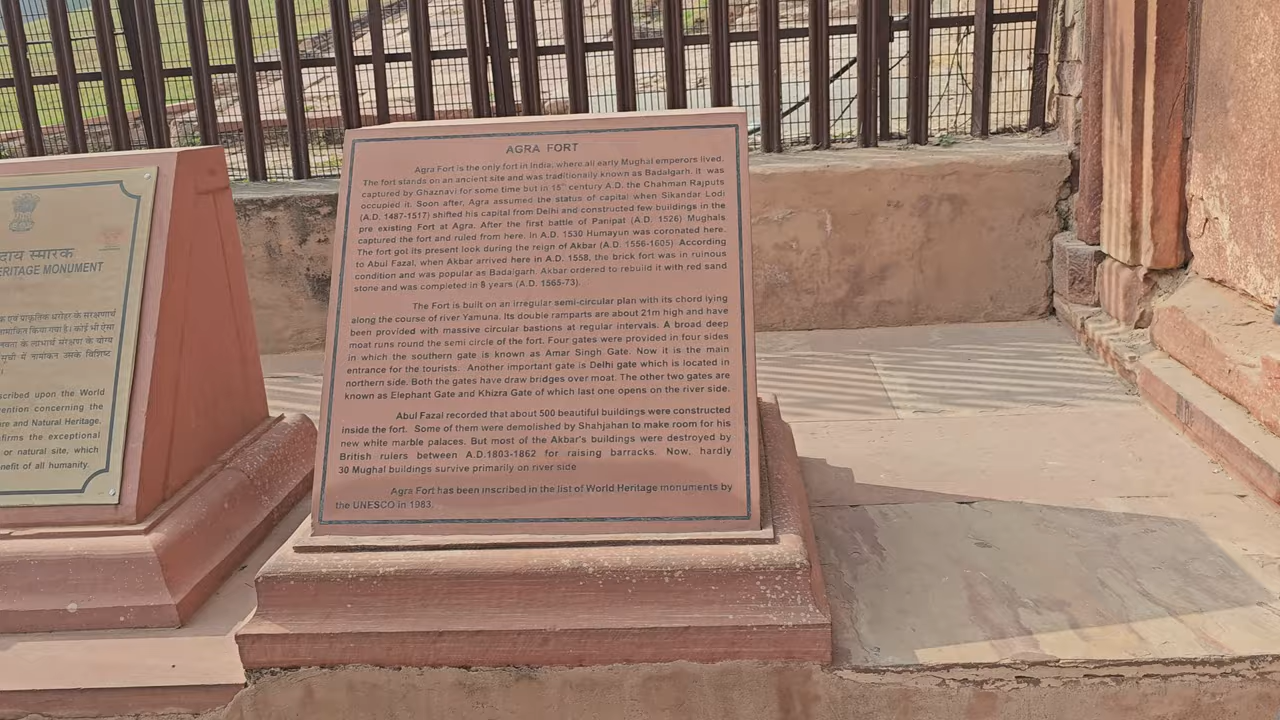 दाय स्मारक
ERITAGE MONUMENT
क एवं प्राकृतिक धरोहर के संरक्षणार्थ
नामांकित किया गया है। कोई भी ऐसा
मानवता के लाभार्थ संरक्षण के योग्य
सूची में नामांकन उसके विशिष्ट
scribed upon the World
vention concerning the
re and Natural Heritage.
firms the exceptional
or natural site, which
enefit of all humanity.
AGRA FORT
Agra Fort is the only fort in India, where all early Mughal emperors lived.
The fort stands on an ancient site and was traditionally known as Badalgarh. It was
captured by Ghaznavi for some time but in 15th century A.D. the Chahman Rajputs
occupied it. Soon after, Agra assumed the status of capital when Sikandar Lodi
(A.D. 1487-1517) shifted his capital from Delhi and constructed few buildings in the
pre existing Fort at Agra. After the first battle of Panipat (A.D. 1526) Mughals
captured the fort and ruled from here. In A.D. 1530 Humayun was coronated here.
The fort got its present look during the reign of Akbar (A.D. 1556-1605) According
to Abul Fazal, when Akbar arrived here in A.D. 1558, the brick fort was in ruinous
condition and was popular as Badalgarh. Akbar ordered to rebuild it with red sand
stone and was completed in 8 years (A.D. 1565-73).
The Fort is built on an irregular semi-circular plan with its chord lying
along the course of river Yamuna. Its double ramparts are about 21m high and have
been provided with massive circular bastions at regular intervals. A broad deep
moat runs round the semi circle of the fort. Four gates were provided in four sides
in which the southern gate is known as Amar Singh Gate. Now it is the main
entrance for the tourists. Another important gate is Delhi gate which is located in
northern side. Both the gates have draw bridges over moat. The other two gates are
known as Elephant Gate and Khizra Gate of which last one opens on the river side.
Abul Fazal recorded that about 500 beautiful buildings were constructed
inside the fort. Some of them were demolished by Shahjahan to make room for his
new white marble palaces. But most of the Akbar's buildings were destroyed by
British rulers between A.D.1803-1862 for raising barracks. Now, hardly
30 Mughal buildings survive primarily on river side
Agra Fort has been inscribed in the list of World Heritage monuments by
the UNESCO in 1983.